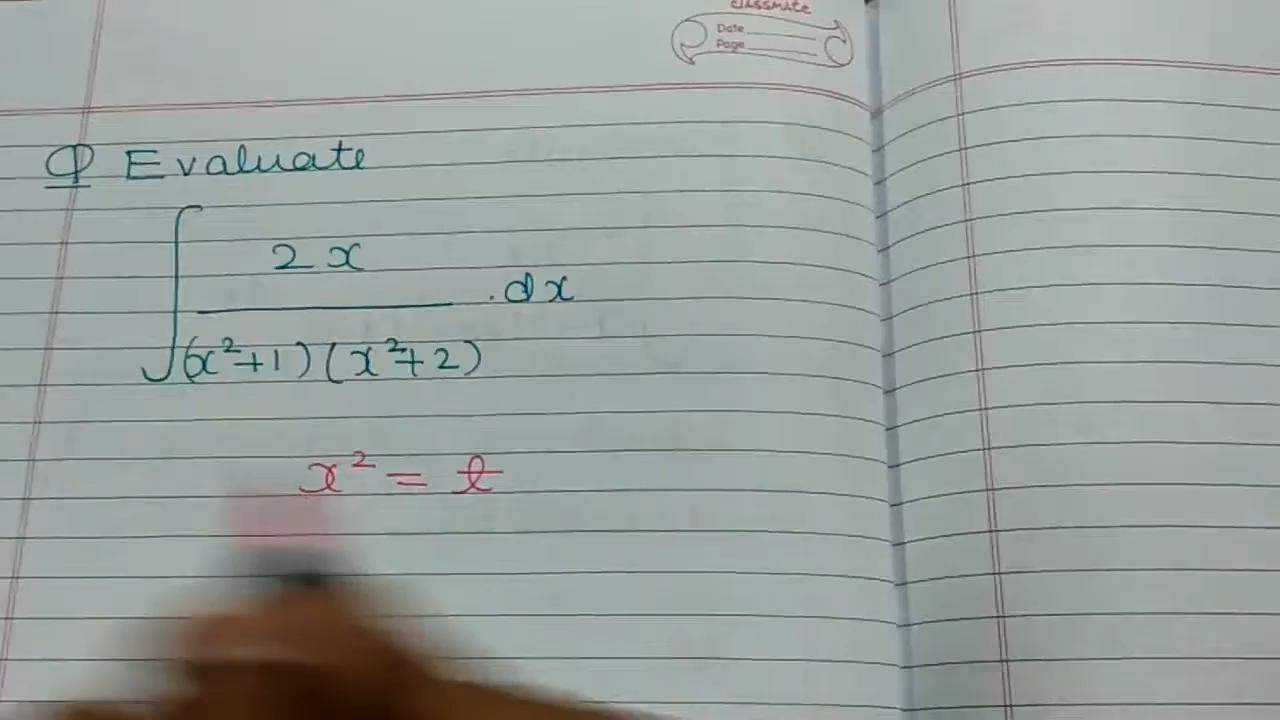 classmate
Date
Page
Q Evaluate
∫ 2x / (x²+1)(x²+2) . dx
x² = t